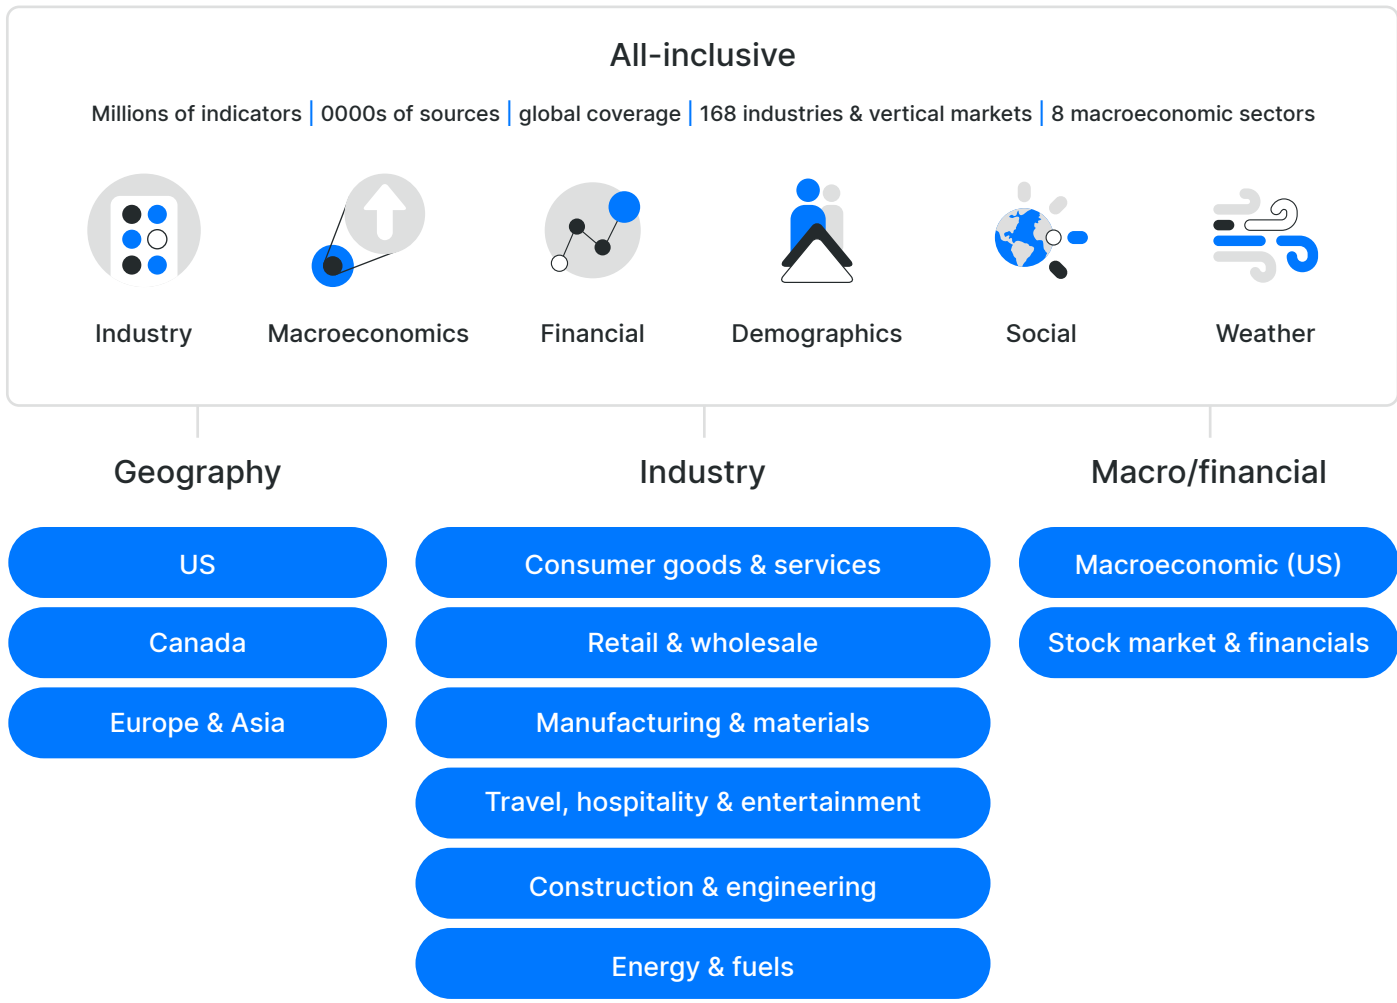 All-inclusive
Millions of indicators | 0000s of sources | global coverage | 168 industries & vertical markets | 8 macroeconomic sectors
Industry
Macroeconomics
Financial
Demographics
Social
Weather
Geography
US
Canada
Europe & Asia
Industry
Consumer goods & services
Retail & wholesale
Manufacturing & materials
Travel, hospitality & entertainment
Construction & engineering
Energy & fuels
Macro/financial
Macroeconomic (US)
Stock market & financials